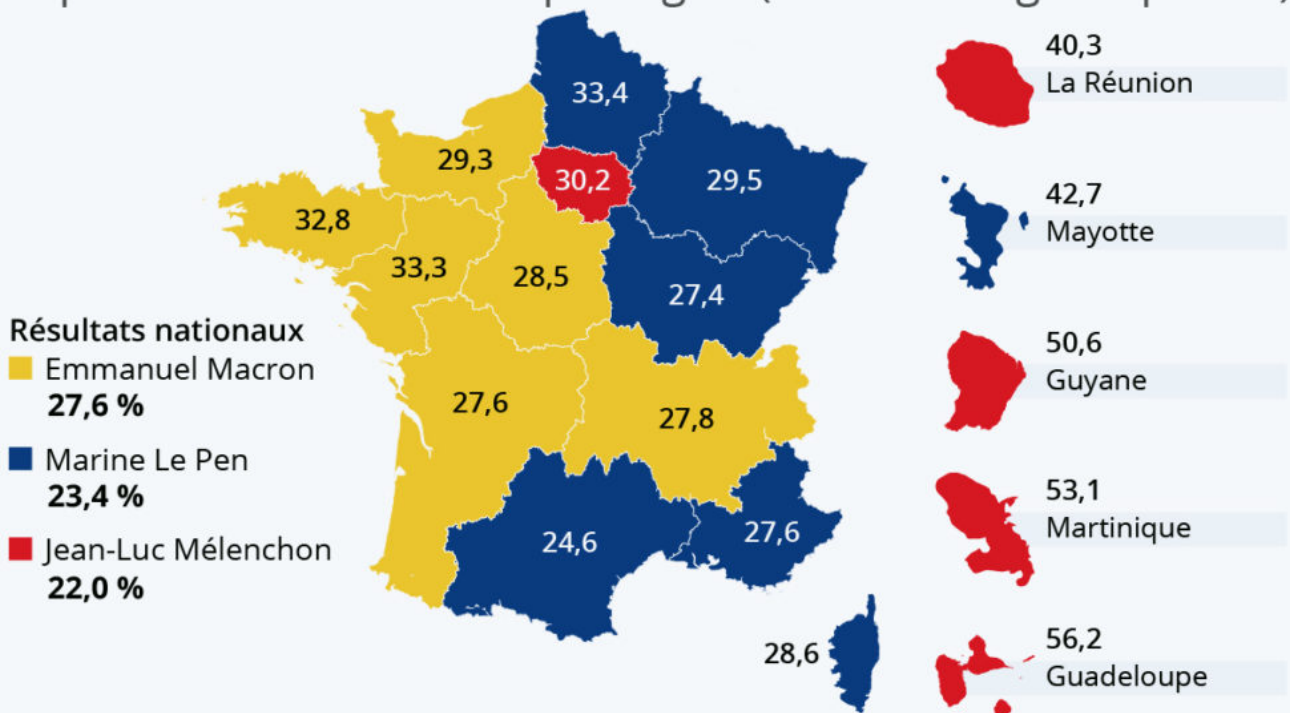 33,4
29,3
30,2
29,5
32,8
33,3
28,5
27,4
27,6
27,8
24,6
27,6
28,6
Résultats nationaux
Emmanuel Macron
27,6 %
Marine Le Pen
23,4 %
Jean-Luc Mélenchon
22,0 %
40,3
La Réunion
42,7
Mayotte
50,6
Guyane
53,1
Martinique
56,2
Guadeloupe